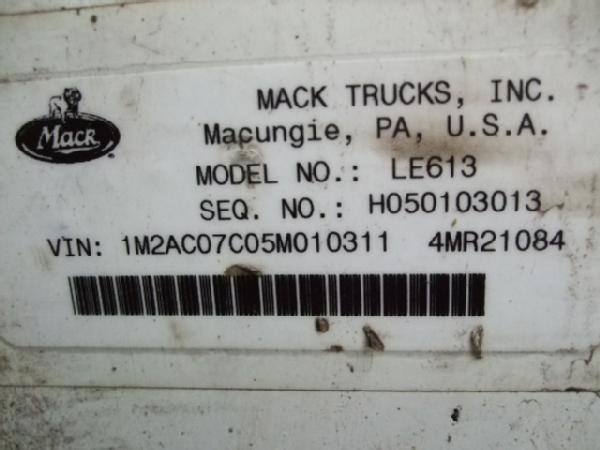 MACK TRUCKS, INC.
Mack
Macungie, PA, U.S.A.
MODEL NO.: LE613
SEQ. NO.: H050103013
VIN: 1M2AC07C05M010311 4MR21084